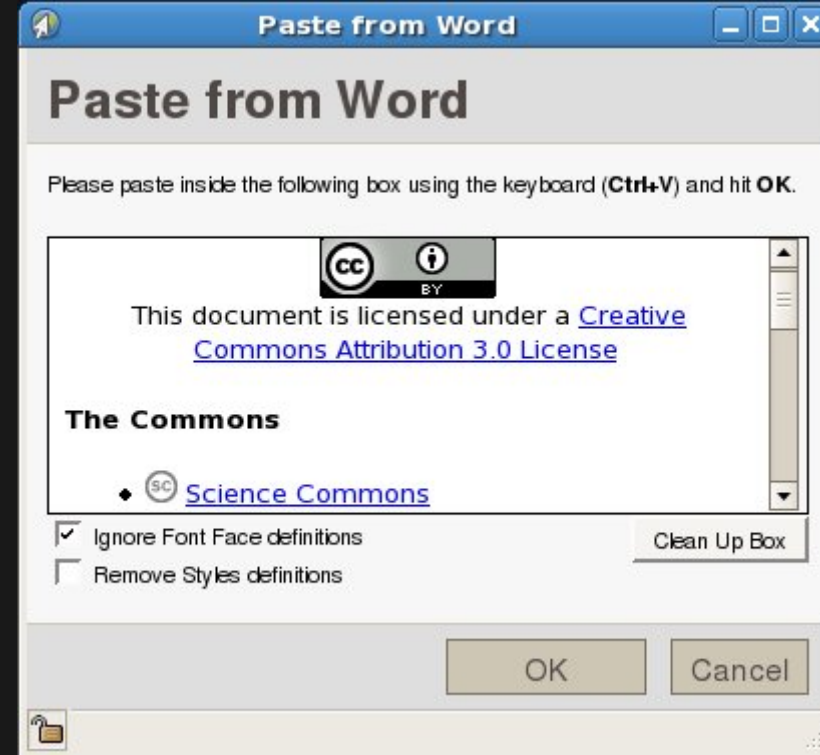 Paste from Word
Paste from Word
Please paste inside the following box using the keyboard (Ctrl+V) and hit OK.
cc
BY
This document is licensed under a Creative
Commons Attribution 3.0 License
The Commons
• sc Science Commons
Ignore Font Face definitions
Clean Up Box
Remove Styles definitions
OK
Cancel